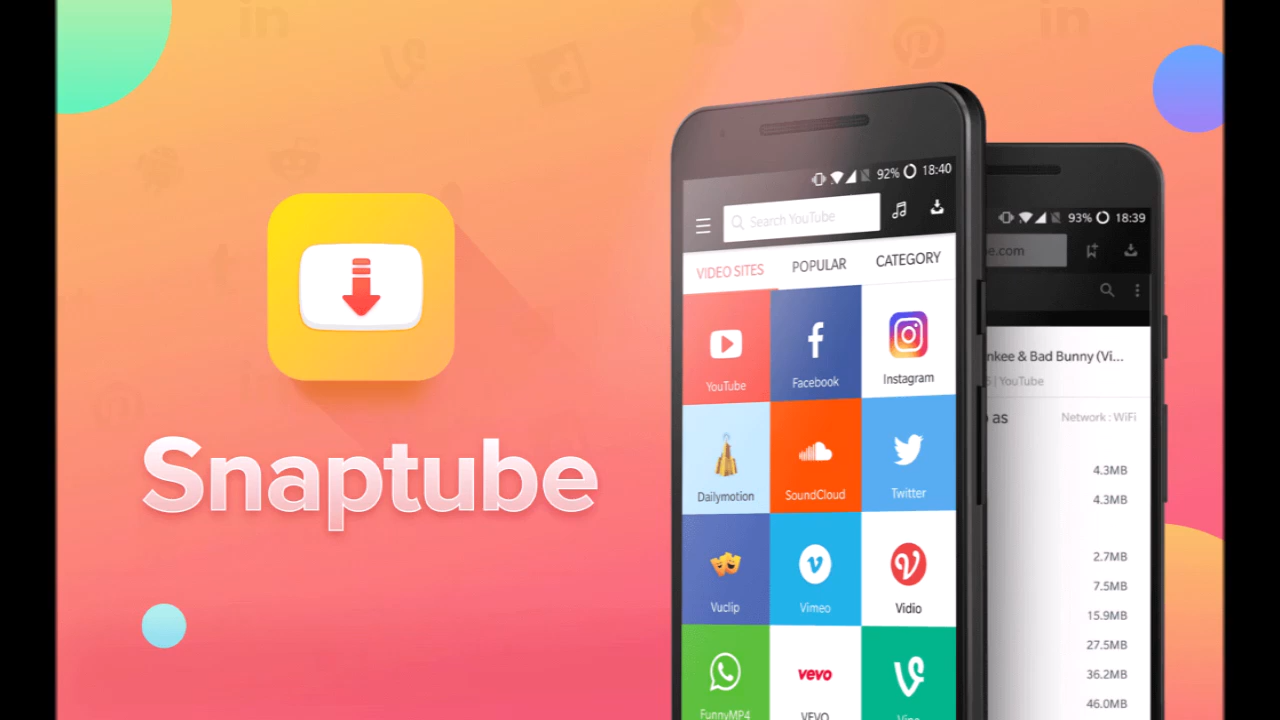 Snaptube
92% 18:40
Search YouTube
VIDEO SITES POPULAR CATEGORY
YouTube Facebook Instagram
Dailymotion SoundCloud Twitter
Vuclip Vimeo Vidio
FunnyMP4 vevo
VEVO Vine
93% 18:39
e.com
nkee & Bad Bunny (Vi...
| YouTube
as Network : WiFi
4.3MB
4.3MB
2.7MB
7.5MB
15.9MB
27.5MB
36.2MB
46.0MB